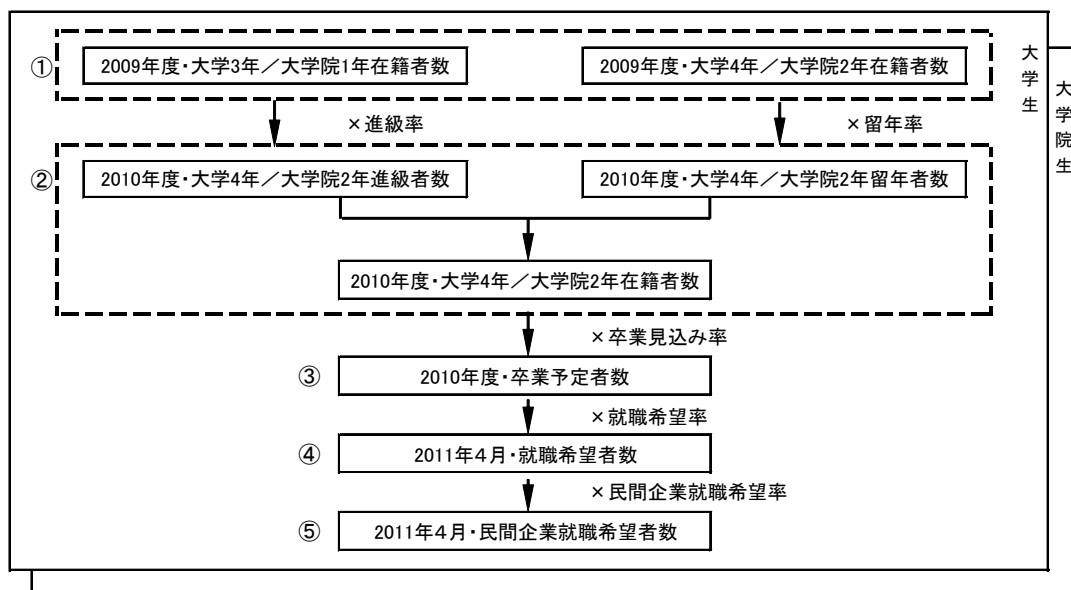 ① 2009年度・大学3年／大学院1年在籍者数 2009年度・大学4年／大学院2年在籍者数
×進級率 ×留年率
② 2010年度・大学4年／大学院2年進級者数 2010年度・大学4年／大学院2年留年者数
2010年度・大学4年／大学院2年在籍者数
×卒業見込み率
③ 2010年度・卒業予定者数
×就職希望率
④ 2011年4月・就職希望者数
×民間企業就職希望率
⑤ 2011年4月・民間企業就職希望者数
大学生
大学院生